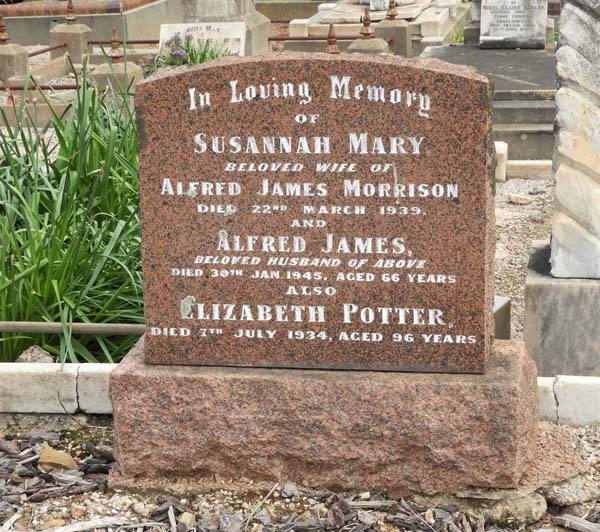 In Loving Memory
OF
SUSANNAH MARY
BELOVED WIFE OF
ALFRED JAMES MORRISON
DIED 22ND MARCH 1939.
AND
ALFRED JAMES,
BELOVED HUSBAND OF ABOVE
DIED 30TH JAN. 1945, AGED 66 YEARS
ALSO
ELIZABETH POTTER,
DIED 7TH JULY 1934, AGED 96 YEARS.